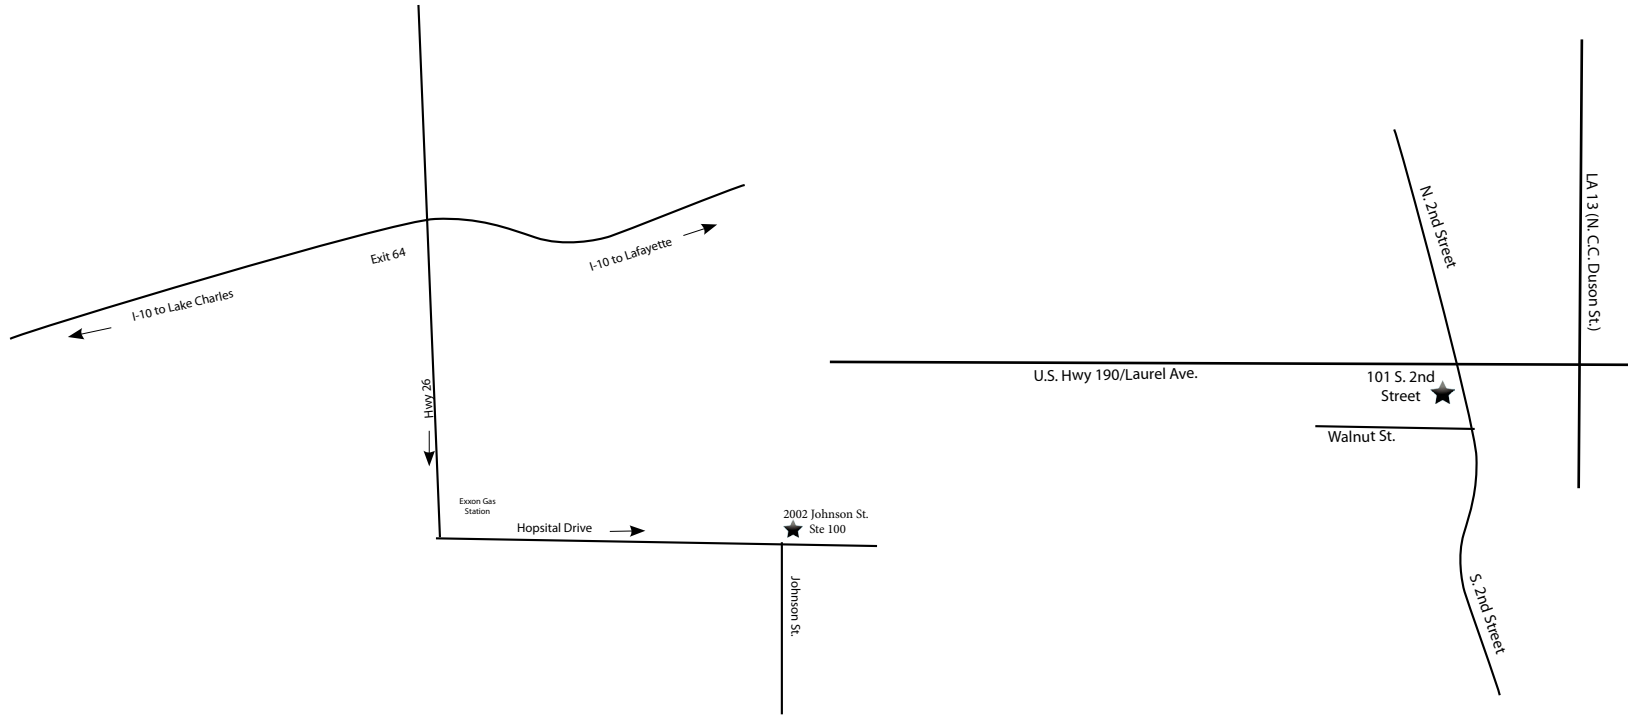 Exit 64
I-10 to Lafayette
I-10 to Lake Charles
Hwy 26
Exxon Gas
Station
Hopsital Drive
2002 Johnson St.
Ste 100
Johnson St.
N. 2nd Street
LA 13 (N. C.C. Duson St.)
U.S. Hwy 190/Laurel Ave.
101 S. 2nd
Street
Walnut St.
S. 2nd Street